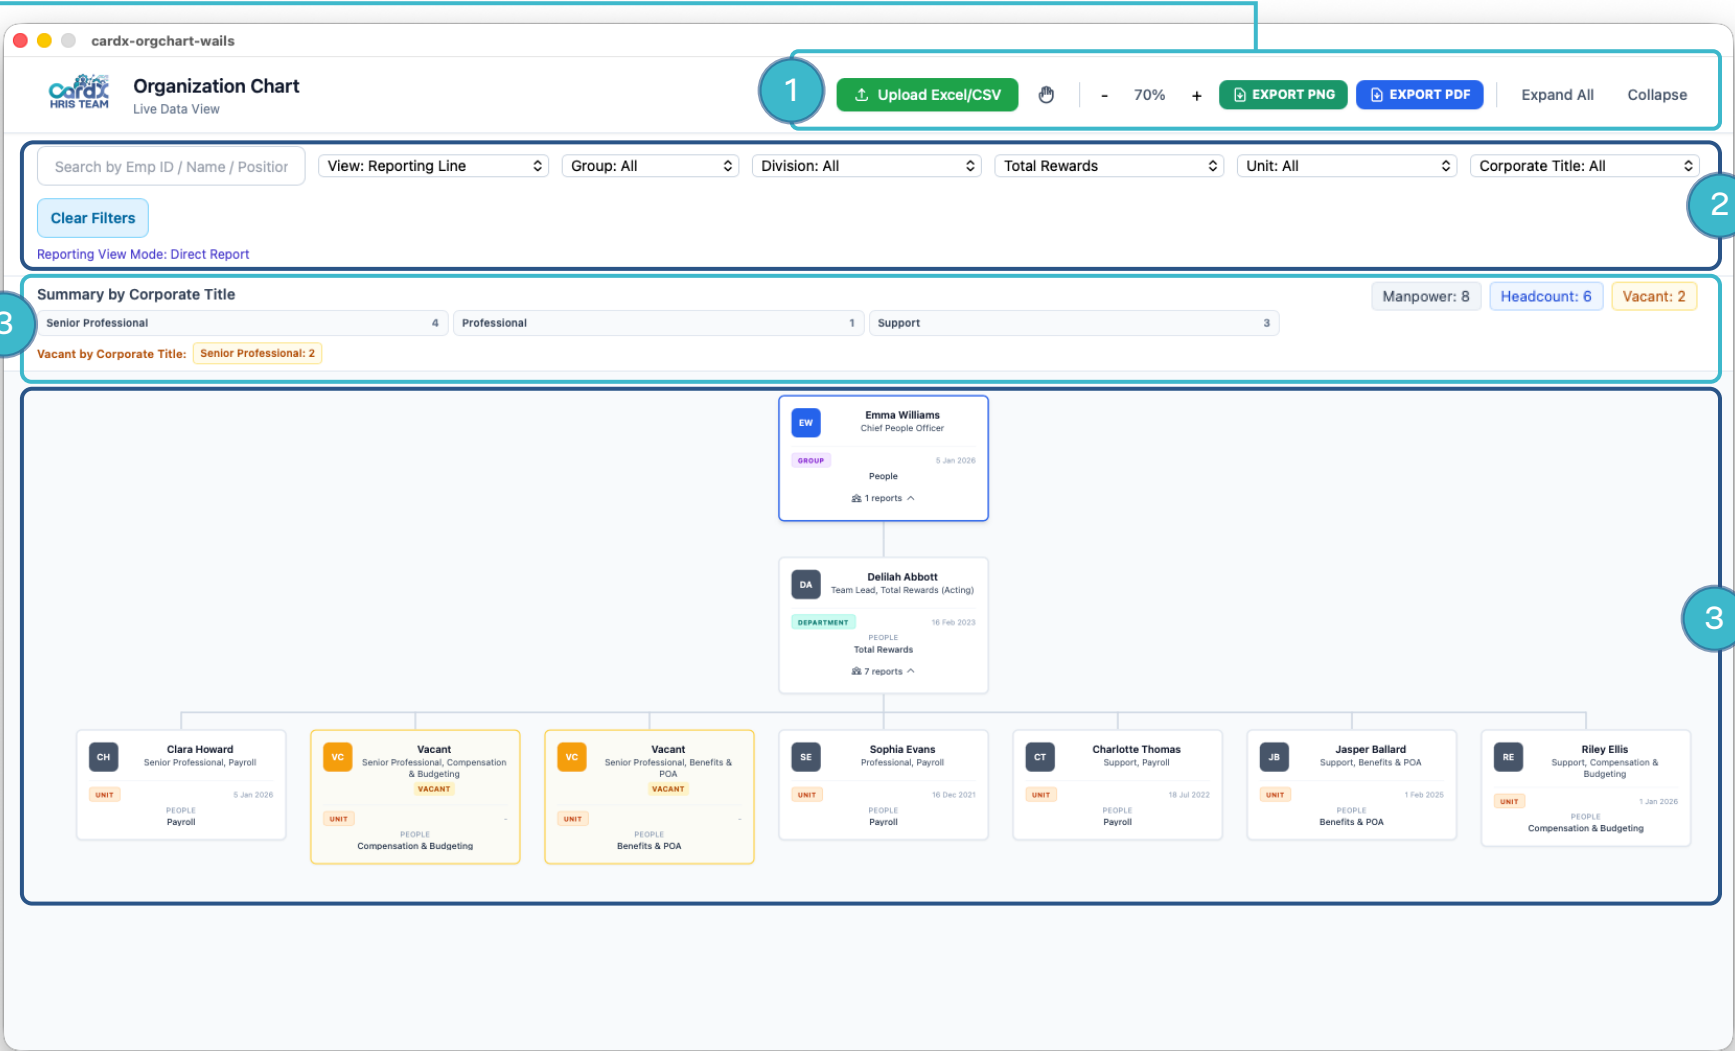 cardx-orgchart-wails
cardx
HRIS TEAM
Organization Chart
Live Data View
1
Upload Excel/CSV
-
70%
+
EXPORT PNG
EXPORT PDF
Expand All
Collapse
Search by Emp ID / Name / Position
View: Reporting Line
Group: All
Division: All
Total Rewards
Unit: All
Corporate Title: All
2
Clear Filters
Reporting View Mode: Direct Report
Summary by Corporate Title
Manpower: 8
Headcount: 6
Vacant: 2
3
Senior Professional 4
Professional 1
Support 3
Vacant by Corporate Title: Senior Professional: 2
EW
Emma Williams
Chief People Officer
GROUP
5 Jan 2026
People
1 reports
DA
Delilah Abbott
Team Lead, Total Rewards (Acting)
DEPARTMENT
16 Feb 2023
PEOPLE
Total Rewards
7 reports
3
CH
Clara Howard
Senior Professional, Payroll
UNIT
5 Jan 2026
PEOPLE
Payroll
VC
Vacant
Senior Professional, Compensation
& Budgeting
VACANT
UNIT
-
PEOPLE
Compensation & Budgeting
VC
Vacant
Senior Professional, Benefits &
POA
VACANT
UNIT
-
PEOPLE
Benefits & POA
SE
Sophia Evans
Professional, Payroll
UNIT
16 Dec 2021
PEOPLE
Payroll
CT
Charlotte Thomas
Support, Payroll
UNIT
18 Jul 2022
PEOPLE
Payroll
JB
Jasper Ballard
Support, Benefits & POA
UNIT
1 Feb 2025
PEOPLE
Benefits & POA
RE
Riley Ellis
Support, Compensation &
Budgeting
UNIT
1 Jan 2026
PEOPLE
Compensation & Budgeting